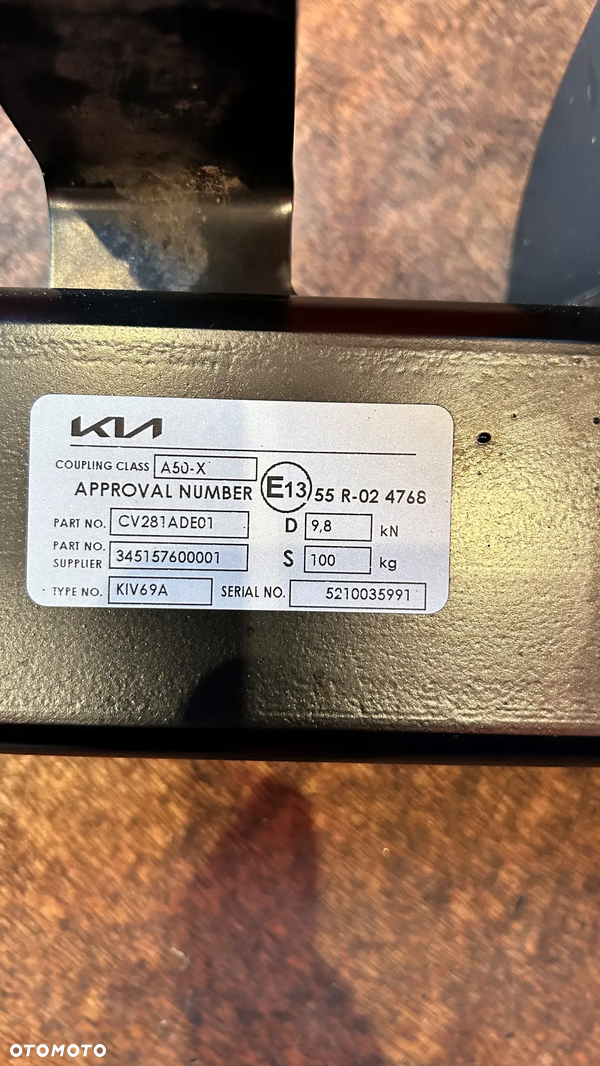 KIA
COUPLING CLASS A50-X
APPROVAL NUMBER E13 55 R-02 4768
PART NO. CV281ADE01 D 9,8 kN
PART NO. SUPPLIER 345157600001 S 100 kg
TYPE NO. KIV69A SERIAL NO. 5210035991
OTOMOTO